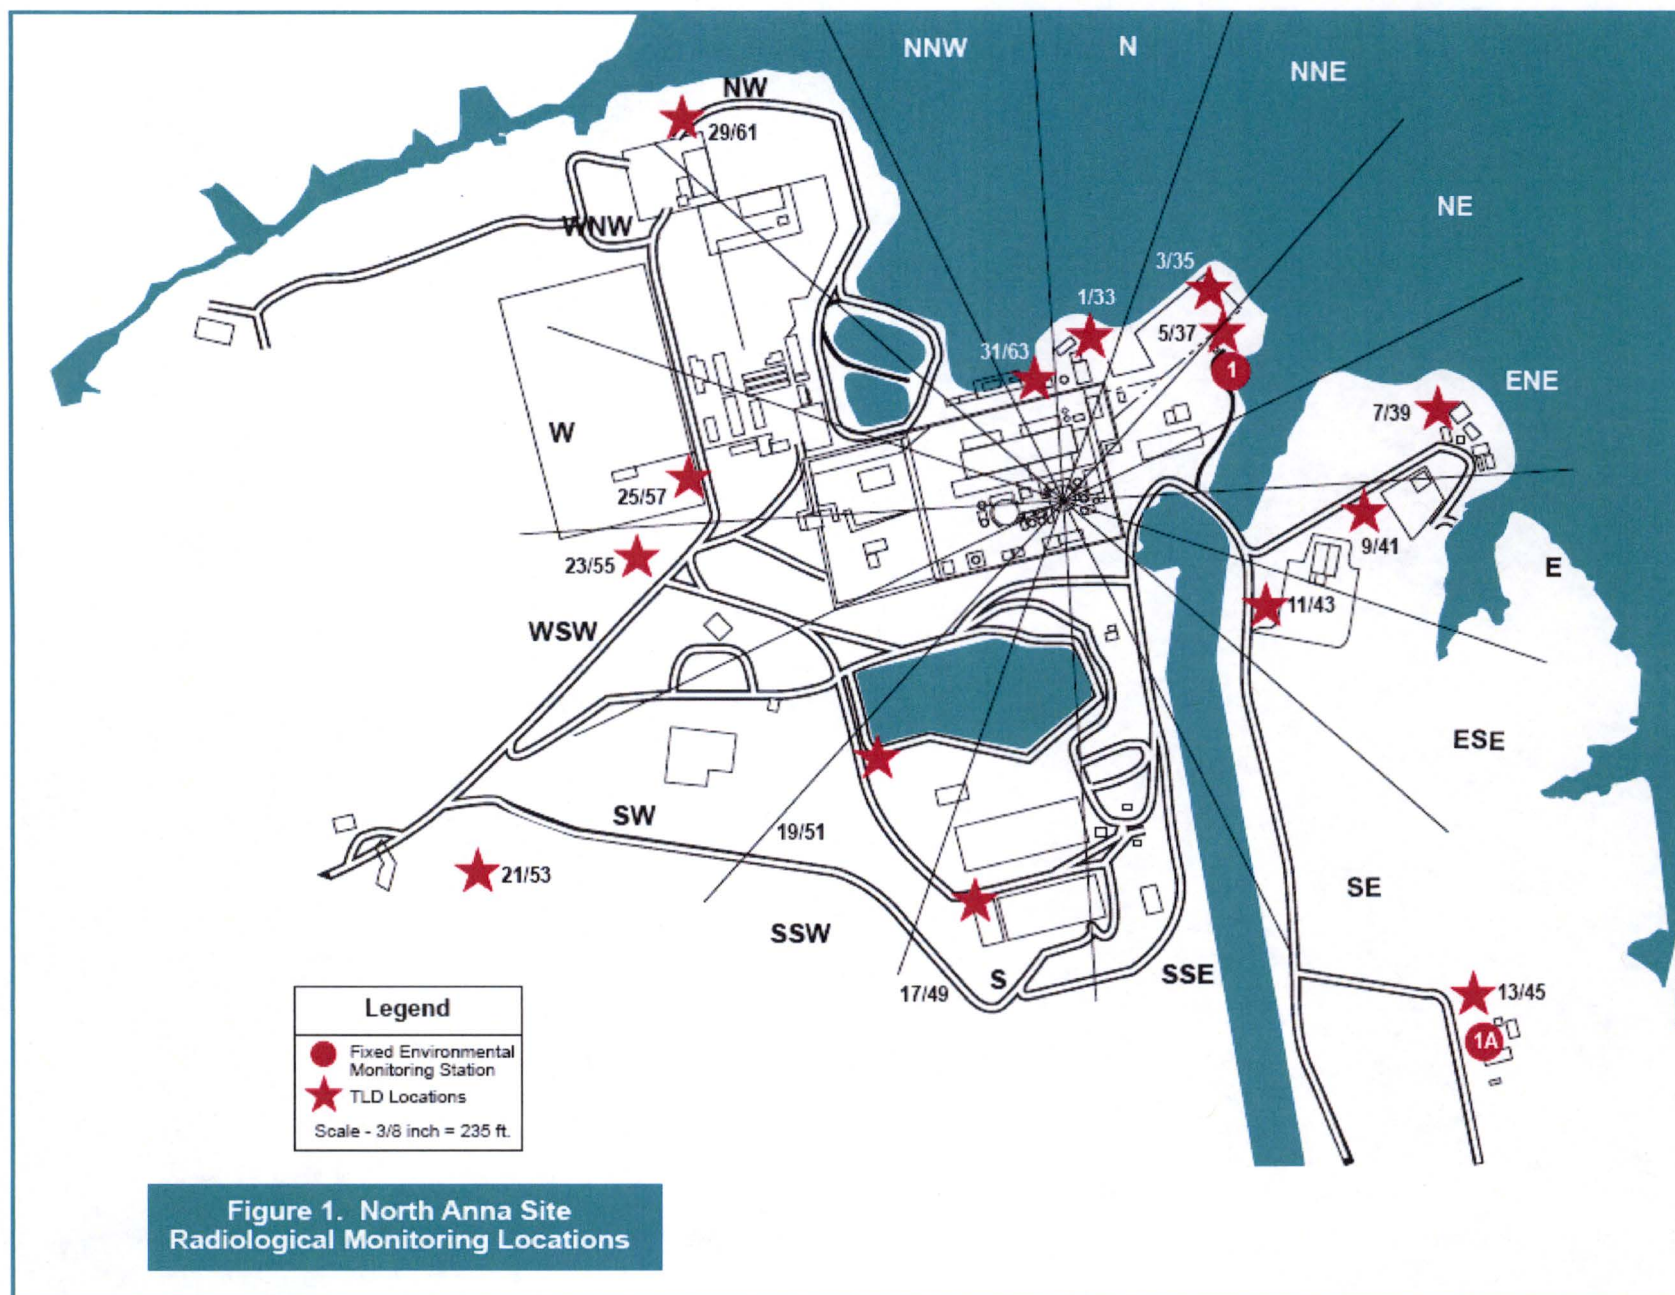 NNW
N
NNE
NW
29/61
NE
WNW
3/35
1/33
5/37
31/63
1
ENE
7/39
W
25/57
9/41
23/55
E
11/43
WSW
ESE
SW
19/51
21/53
SE
SSW
S
SSE
17/49
13/45
1A
Legend
Fixed Environmental
Monitoring Station
TLD Locations
Scale - 3/8 inch = 235 ft.
Figure 1. North Anna Site
Radiological Monitoring Locations